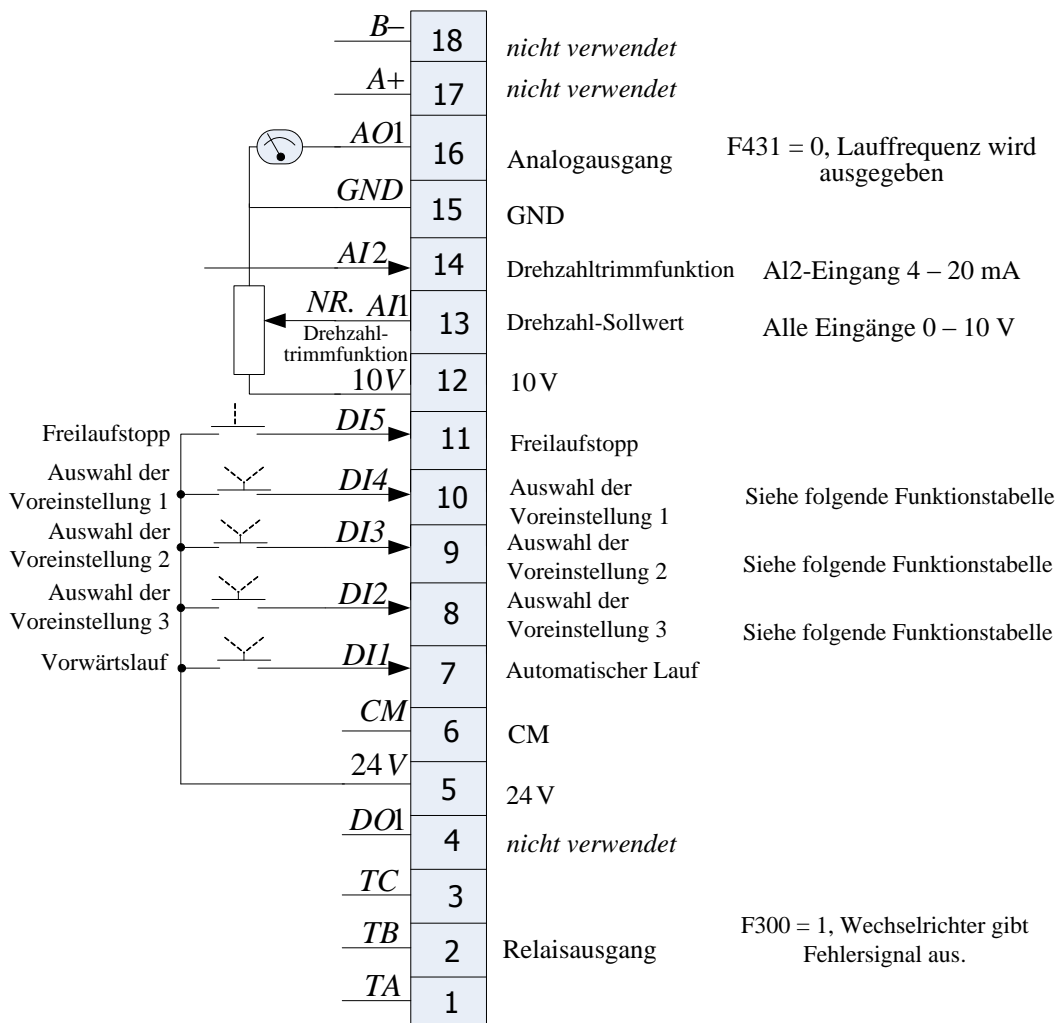 B–
18
nicht verwendet
A+
17
nicht verwendet
AO1
16
Analogausgang
F431 = 0, Lauffrequenz wird
ausgegeben
GND
15
GND
AI2
14
Drehzahltrimmfunktion
Al2-Eingang 4 – 20 mA
NR. AI1
13
Drehzahl-Sollwert
Alle Eingänge 0 – 10 V
Drehzahl-
trimmfunktion
10V
12
10V
Freilaufstopp
DI5
11
Freilaufstopp
Auswahl der
Voreinstellung 1
DI4
10
Auswahl der
Voreinstellung 1
Siehe folgende Funktionstabelle
Auswahl der
Voreinstellung 2
DI3
9
Auswahl der
Voreinstellung 2
Siehe folgende Funktionstabelle
Auswahl der
Voreinstellung 3
DI2
8
Auswahl der
Voreinstellung 3
Siehe folgende Funktionstabelle
Vorwärtslauf
DI1
7
Automatischer Lauf
CM
6
CM
24V
5
24V
DO1
4
nicht verwendet
TC
3
TB
2
Relaisausgang
F300 = 1, Wechselrichter gibt
Fehlersignal aus.
TA
1